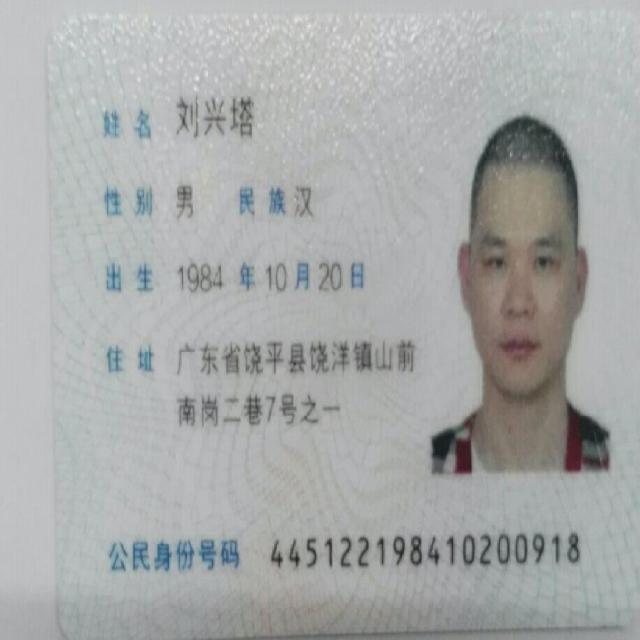 姓名 刘兴塔
性别 男 民族 汉
出生 1984 年 10 月 20 日
住址 广东省饶平县饶洋镇山前
南岗二巷7号之一
公民身份号码 445122198410200918